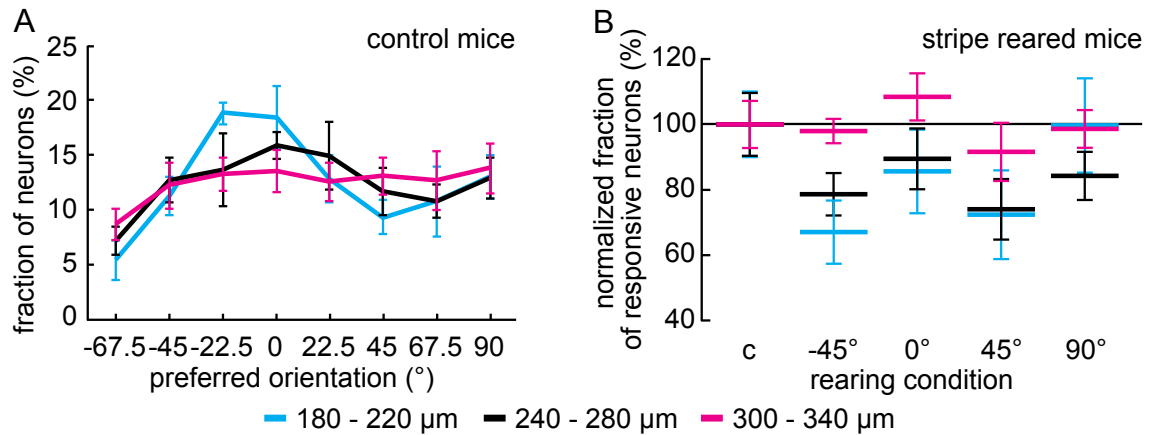 A
control mice
fraction of neurons (%)
25
20
15
10
5
0
-67.5 -45 -22.5 0 22.5 45 67.5 90
preferred orientation (°)
B
stripe reared mice
normalized fraction
of responsive neurons (%)
120
100
80
60
40
c -45° 0° 45° 90°
rearing condition
180 - 220 µm 240 - 280 µm 300 - 340 µm